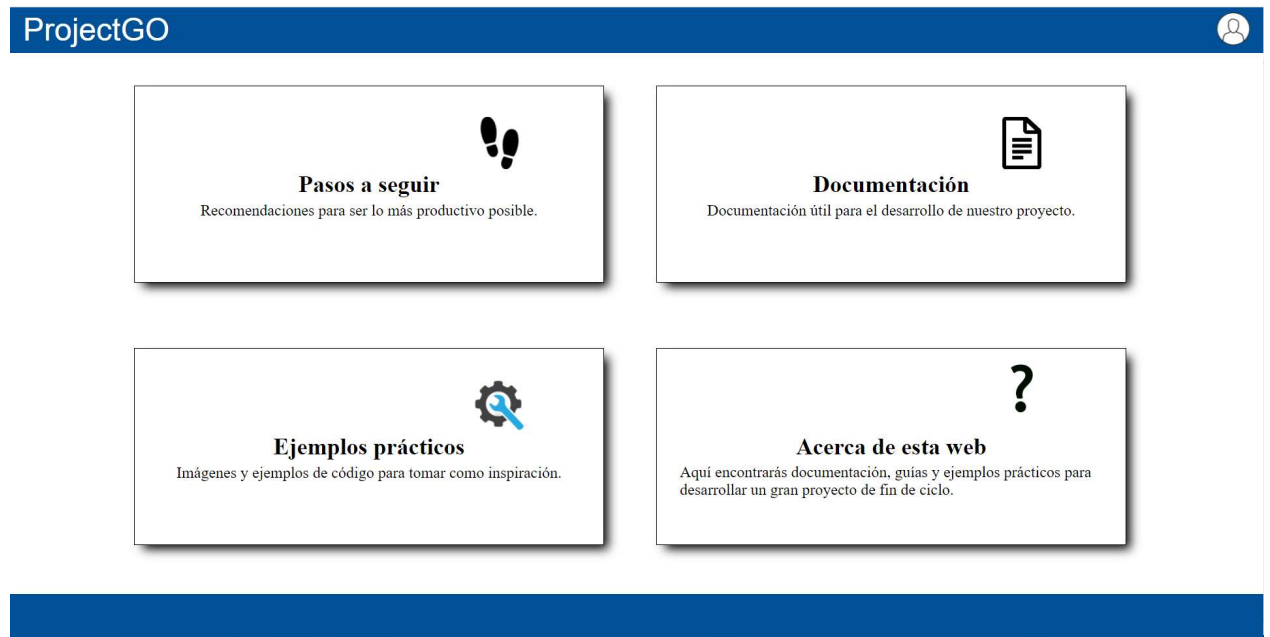 ProjectGO
Pasos a seguir
Recomendaciones para ser lo más productivo posible.
Documentación
Documentación útil para el desarrollo de nuestro proyecto.
Ejemplos prácticos
Imágenes y ejemplos de código para tomar como inspiración.
?
Acerca de esta web
Aquí encontrarás documentación, guías y ejemplos prácticos para
desarrollar un gran proyecto de fin de ciclo.